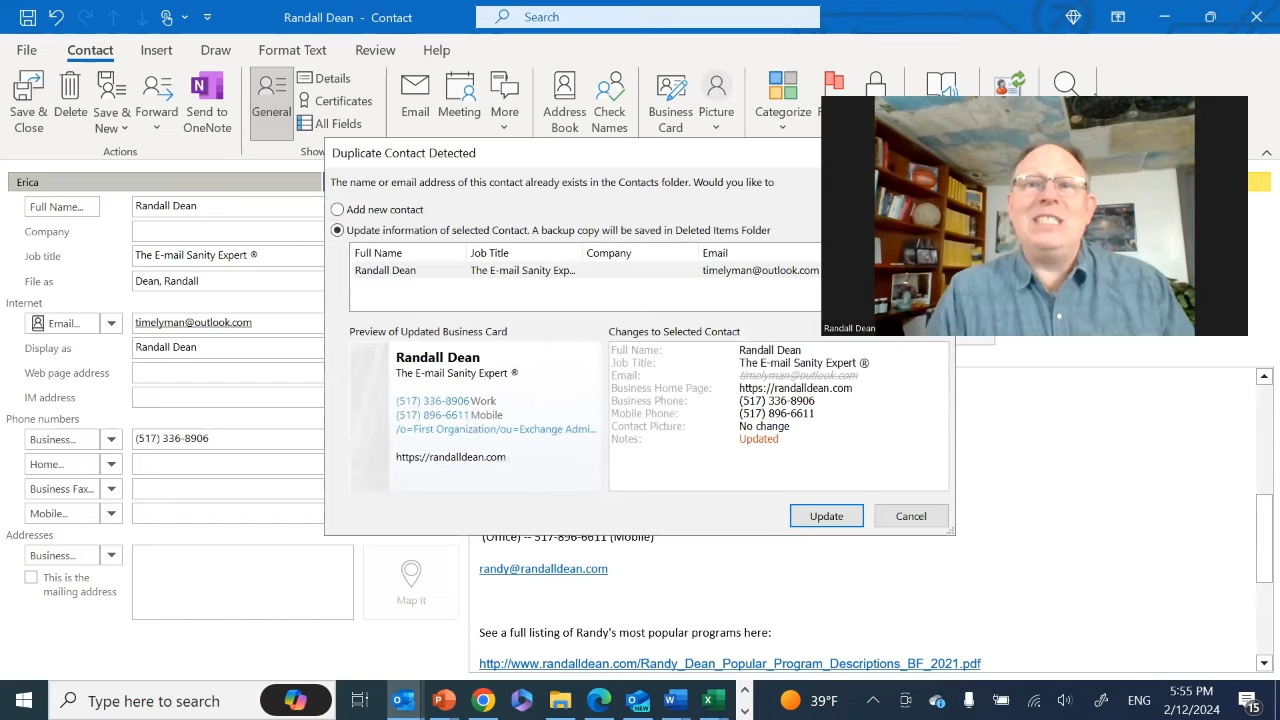 Randall Dean - Contact
Search
File Contact Insert Draw Format Text Review Help
Save & Close
Delete
Save & New
Forward
Send to OneNote
Actions
General
Details
Certificates
All Fields
Email
Meeting
More
Address Book
Check Names
Business Card
Picture
Categorize
Erica
Full Name...
Randall Dean
Company
Job title
The E-mail Sanity Expert ®
File as
Dean, Randall
Internet
Email...
timelyman@outlook.com
Display as
Randall Dean
Web page address
IM address
Phone numbers
Business...
(517) 336-8906
Home...
Business Fax...
Mobile...
Addresses
Business...
This is the
mailing address
Map It
Duplicate Contact Detected
The name or email address of this contact already exists in the Contacts folder. Would you like to
Add new contact
Update information of selected Contact. A backup copy will be saved in Deleted Items Folder
Full Name Job Title Company Email
Randall Dean The E-mail Sanity Exp... timelyman@outlook.com
Preview of Updated Business Card
Randall Dean
The E-mail Sanity Expert ®
(517) 336-8906 Work
(517) 896-6611 Mobile
/o=First Organization/ou=Exchange Admi...
https://randalldean.com
Changes to Selected Contact
Full Name: Randall Dean
Job Title: The E-mail Sanity Expert ®
Email: timelyman@outlook.com
Business Home Page: https://randalldean.com
Business Phone: (517) 336-8906
Mobile Phone: (517) 896-6611
Contact Picture: No change
Notes: Updated
Update
Cancel
Randall Dean
(Office) -- 517-896-6611 (Mobile)
randy@randalldean.com
See a full listing of Randy's most popular programs here:
http://www.randalldean.com/Randy_Dean_Popular_Program_Descriptions_BF_2021.pdf
Type here to search
NEW
39°F
ENG
5:55 PM
2/12/2024
15